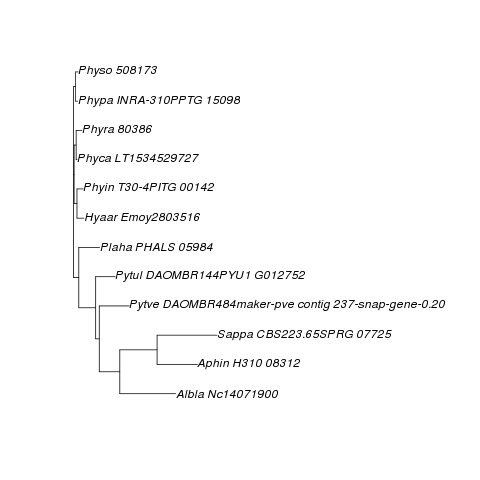 Physo 508173
Phypa INRA-310PPTG 15098
Phyra 80386
Phyca LT1534529727
Phyin T30-4PITG 00142
Hyaar Emoy2803516
Plaha PHALS 05984
Pytul DAOMBR144PYU1 G012752
Pytve DAOMBR484maker-pve contig 237-snap-gene-0.20
Sappa CBS223.65SPRG 07725
Aphin H310 08312
Albla Nc14071900